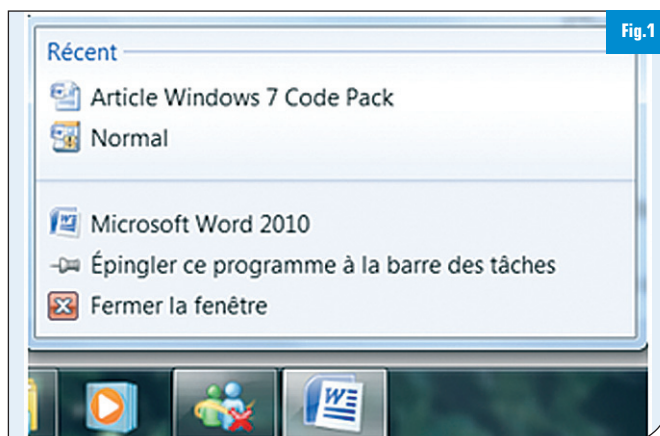 Fig.1
Récent
Article Windows 7 Code Pack
Normal
Microsoft Word 2010
Épingler ce programme à la barre des tâches
Fermer la fenêtre